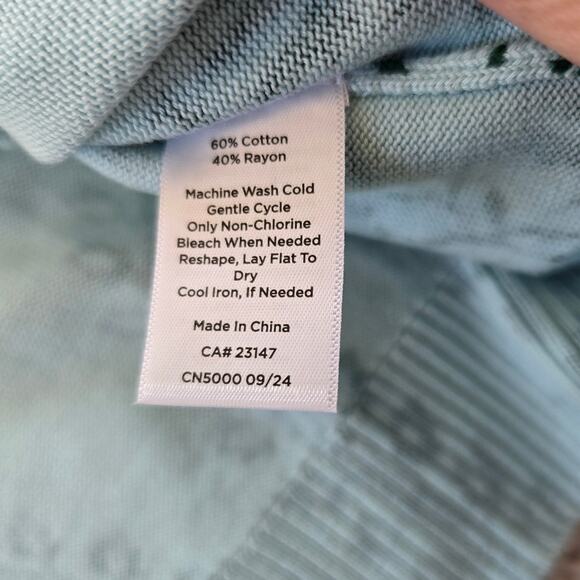 60% Cotton
40% Rayon
Machine Wash Cold
Gentle Cycle
Only Non-Chlorine
Bleach When Needed
Reshape, Lay Flat To
Dry
Cool Iron, If Needed
Made In China
CA# 23147
CN5000 09/24